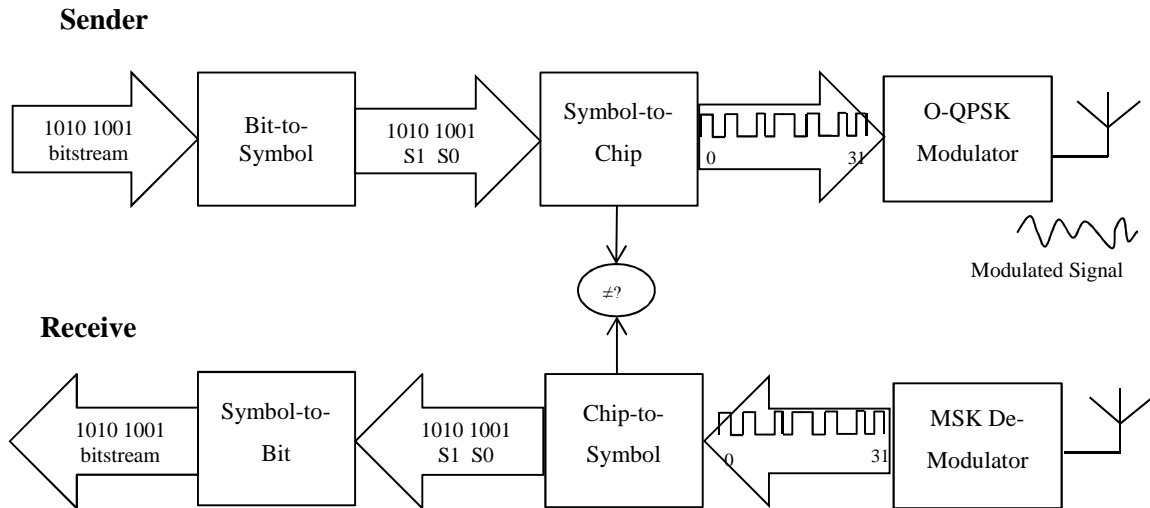 Sender
1010 1001
bitstream
Bit-to-
Symbol
1010 1001
S1 S0
Symbol-to-
Chip
0 31
O-QPSK
Modulator
Modulated Signal
≠?
Receive
1010 1001
bitstream
Symbol-to-
Bit
1010 1001
S1 S0
Chip-to-
Symbol
0 31
MSK De-
Modulator